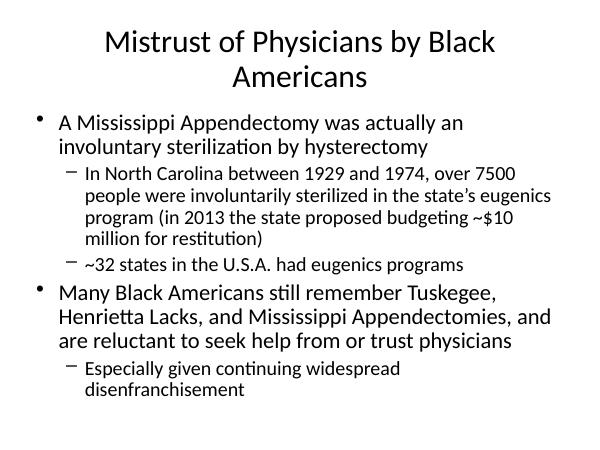 Mistrust of Physicians by Black
Americans
• A Mississippi Appendectomy was actually an
involuntary sterilization by hysterectomy
– In North Carolina between 1929 and 1974, over 7500
people were involuntarily sterilized in the state’s eugenics
program (in 2013 the state proposed budgeting ~$10
million for restitution)
– ~32 states in the U.S.A. had eugenics programs
• Many Black Americans still remember Tuskegee,
Henrietta Lacks, and Mississippi Appendectomies, and
are reluctant to seek help from or trust physicians
– Especially given continuing widespread
disenfranchisement